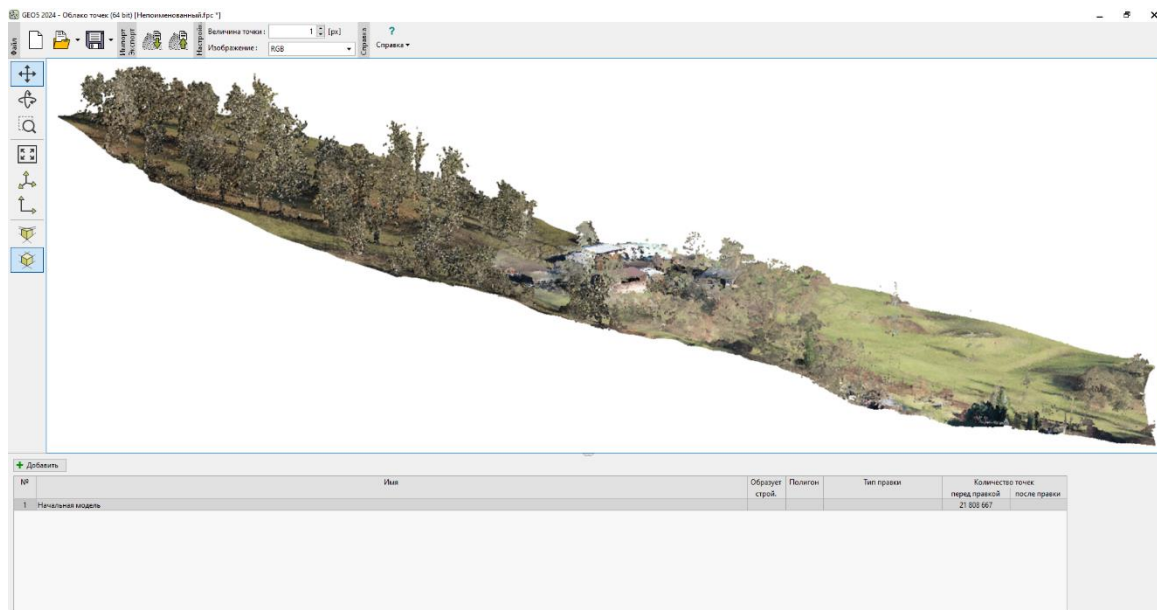 GEO5 2024 - Облако точек (64 bit) [Непоименованный.fpc *]
Файл
Импорт
Экспорт
Настройк
Величина точки :
1
[px]
Изображение :
RGB
Справка
?
Справка
Добавить
№
Имя
Образует
строй.
Полигон
Тип правки
Количество точек
перед правкой
после правки
1
Начальная модель
21 808 667